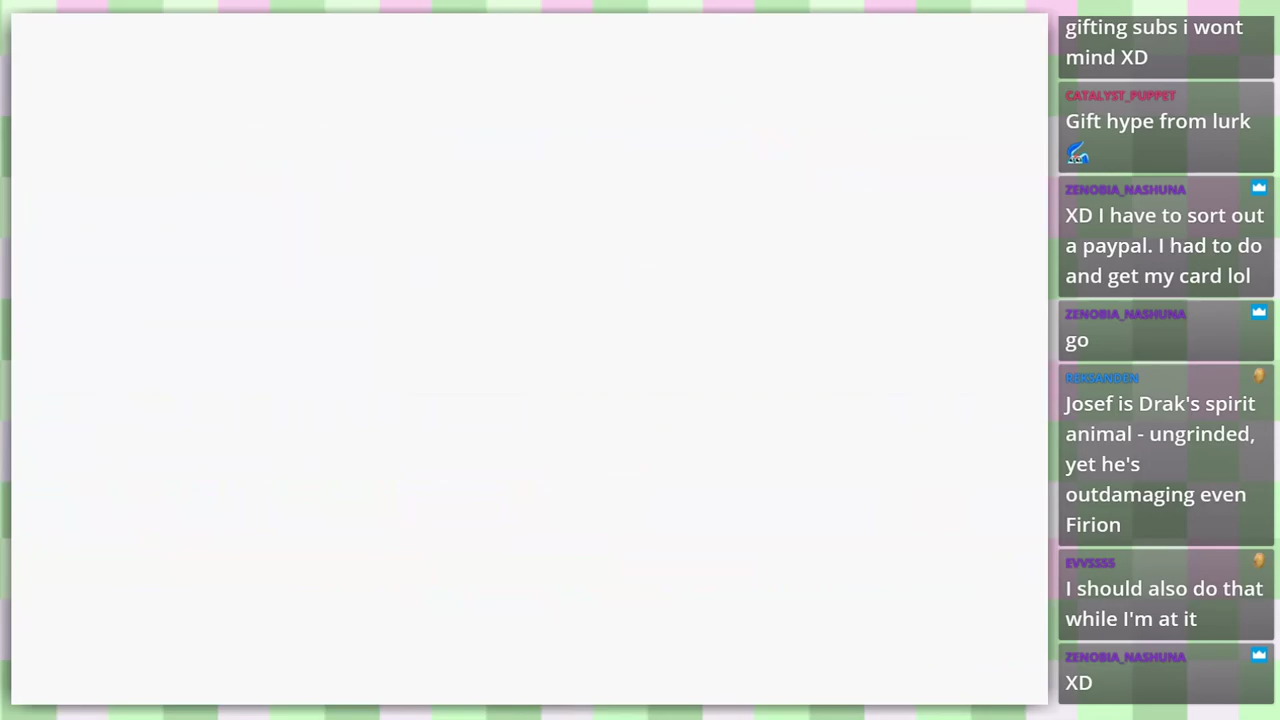 gifting subs i wont
mind XD
CATALYST_PUPPET
Gift hype from lurk
ZENOBIA_NASHUNA
XD I have to sort out
a paypal. I had to do
and get my card lol
ZENOBIA_NASHUNA
go
REKSANDEN
Josef is Drak's spirit
animal - ungrinded,
yet he's
outdamaging even
Firion
EVVSSSS
I should also do that
while I'm at it
ZENOBIA_NASHUNA
XD